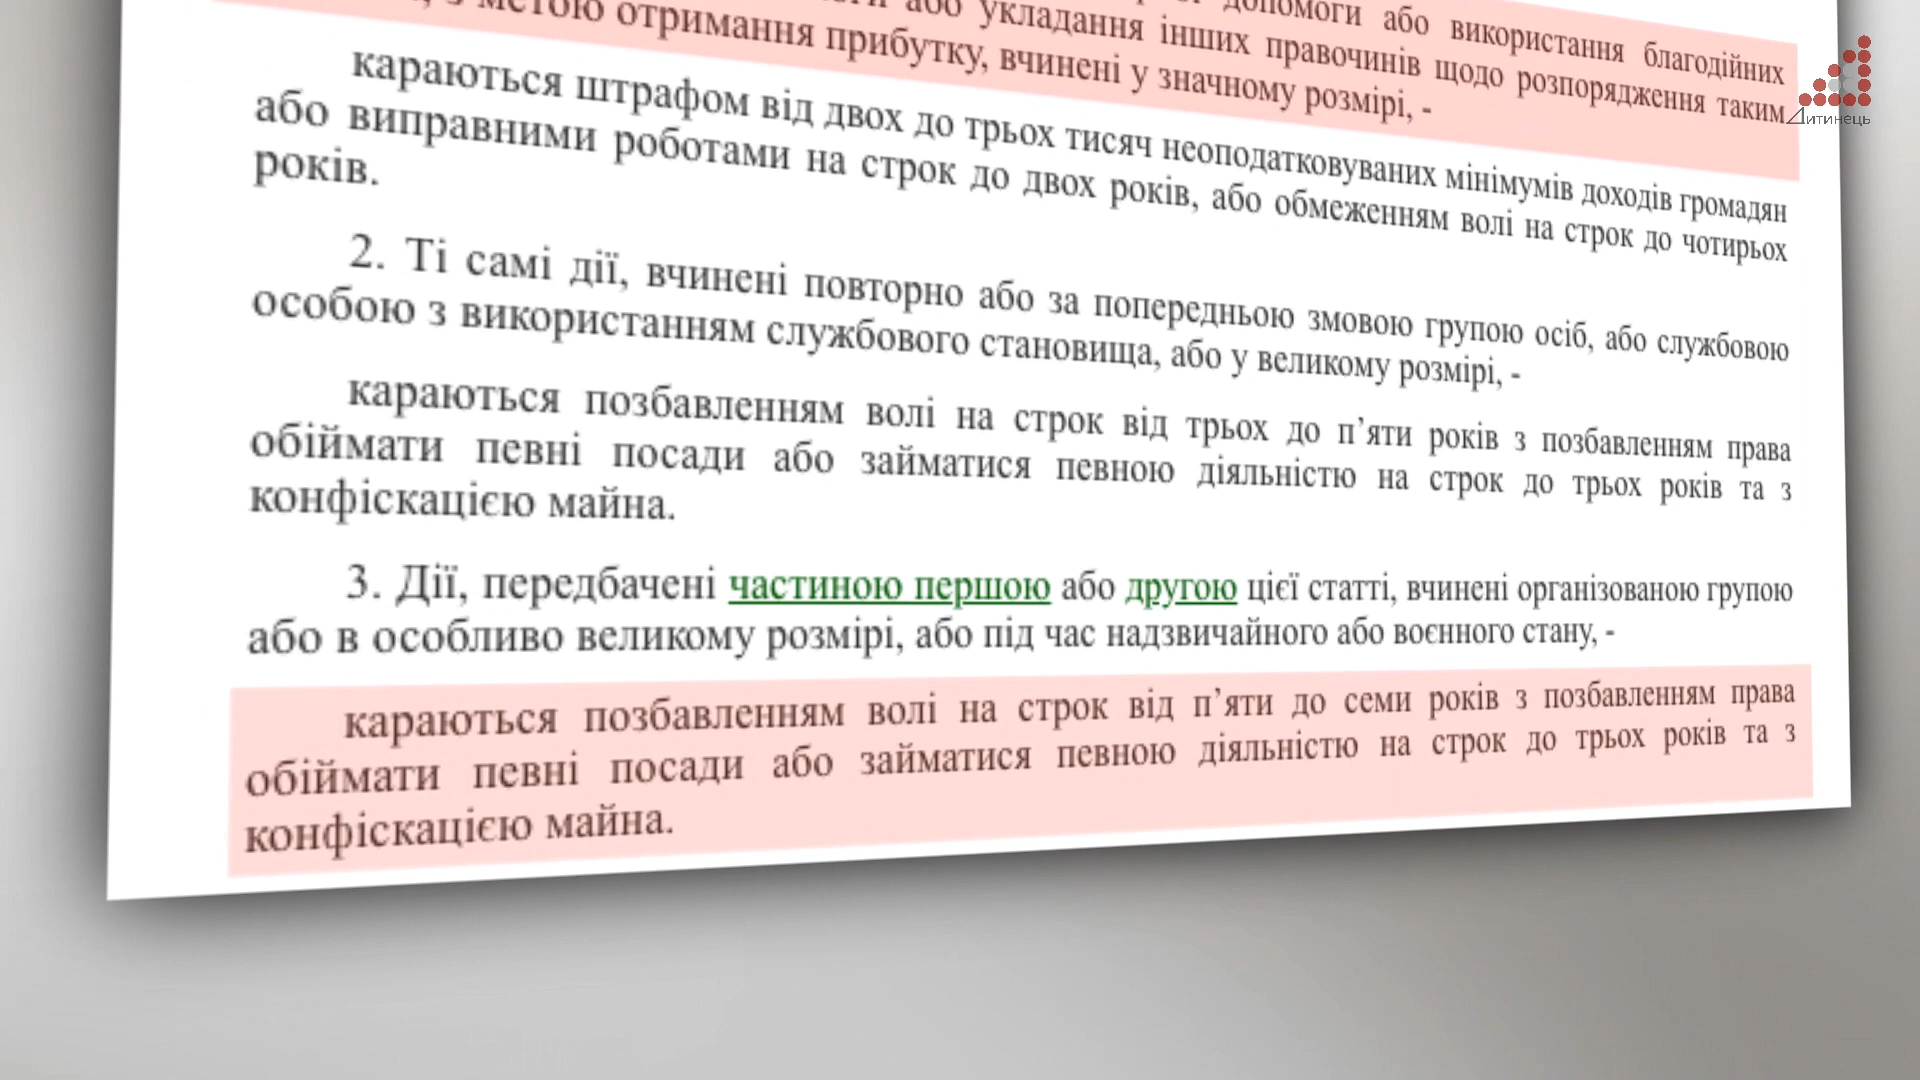 допомоги або використання благодійних
або укладання інших правочинів щодо розпорядження таким
з метою отримання прибутку, вчинені у значному розмірі, -
караються штрафом від двох до трьох тисяч неоподатковуваних мінімумів доходів громадян
або виправними роботами на строк до двох років, або обмеженням волі на строк до чотирьох
років.
2. Ті самі дії, вчинені повторно або за попередньою змовою групою осіб, або службовою
особою з використанням службового становища, або у великому розмірі, -
караються позбавленням волі на строк від трьох до п’яти років з позбавленням права
обіймати певні посади або займатися певною діяльністю на строк до трьох років та з
конфіскацією майна.
3. Дії, передбачені частиною першою або другою цієї статті, вчинені організованою групою
або в особливо великому розмірі, або під час надзвичайного або воєнного стану, -
караються позбавленням волі на строк від п’яти до семи років з позбавленням права
обіймати певні посади або займатися певною діяльністю на строк до трьох років та з
конфіскацією майна.
Дитинець